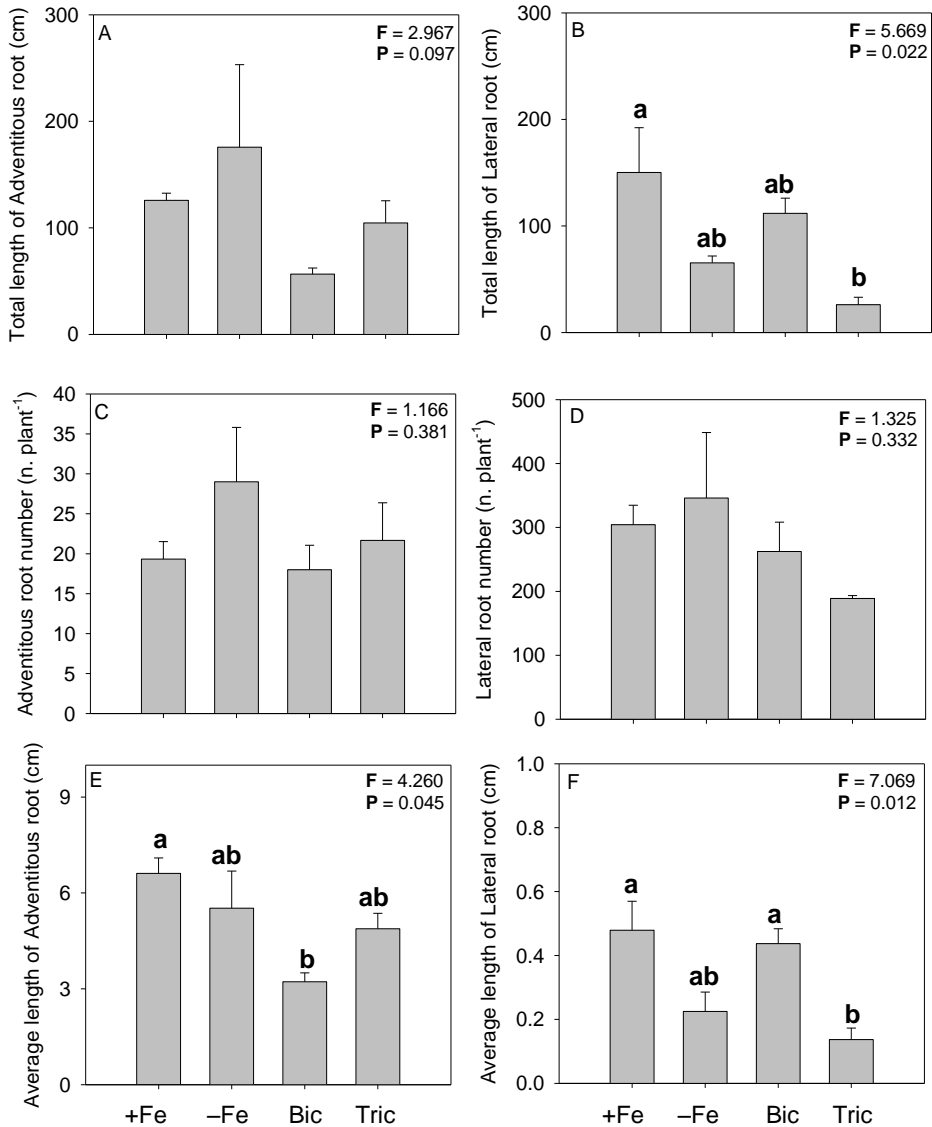 Total length of Adventitous root (cm)
300
200
100
0
A
F = 2.967
P = 0.097
Total length of Lateral root (cm)
300
200
100
0
B
F = 5.669
P = 0.022
a
ab
ab
b
Adventitous root number (n. plant⁻¹)
40
35
30
25
20
15
10
5
0
C
F = 1.166
P = 0.381
Lateral root number (n. plant⁻¹)
500
400
300
200
100
0
D
F = 1.325
P = 0.332
Average length of Adventitous root (cm)
9
6
3
0
E
F = 4.260
P = 0.045
a
ab
b
ab
+Fe –Fe Bic Tric
Average length of Lateral root (cm)
1.0
0.8
0.6
0.4
0.2
0.0
F
F = 7.069
P = 0.012
a
ab
a
b
+Fe –Fe Bic Tric